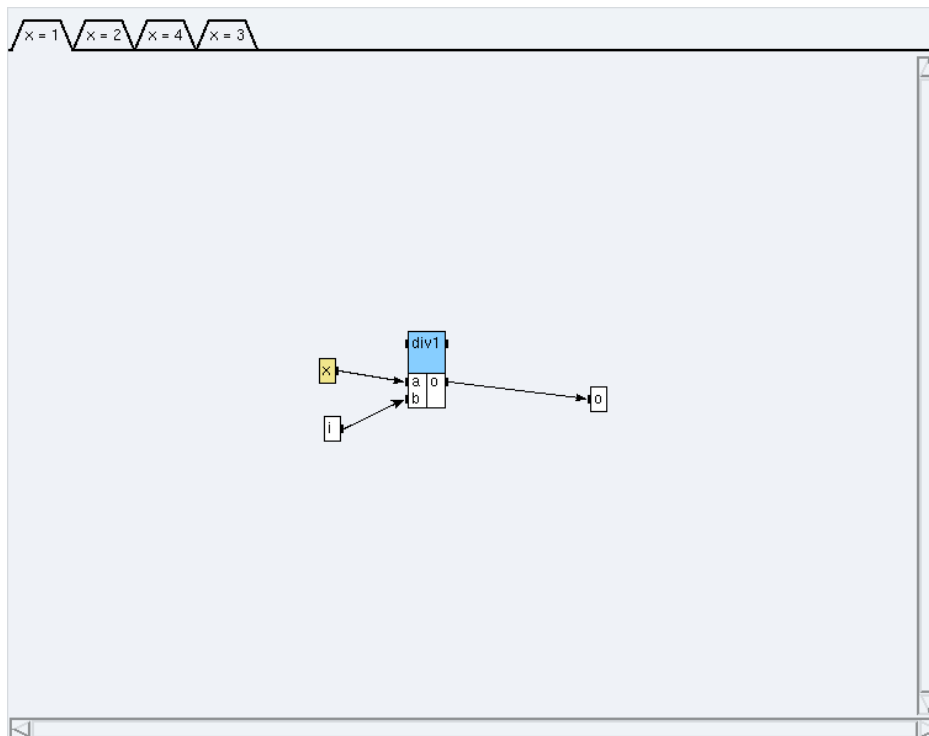 x = 1 x = 2 x = 4 x = 3
div1
x a o
b o
i